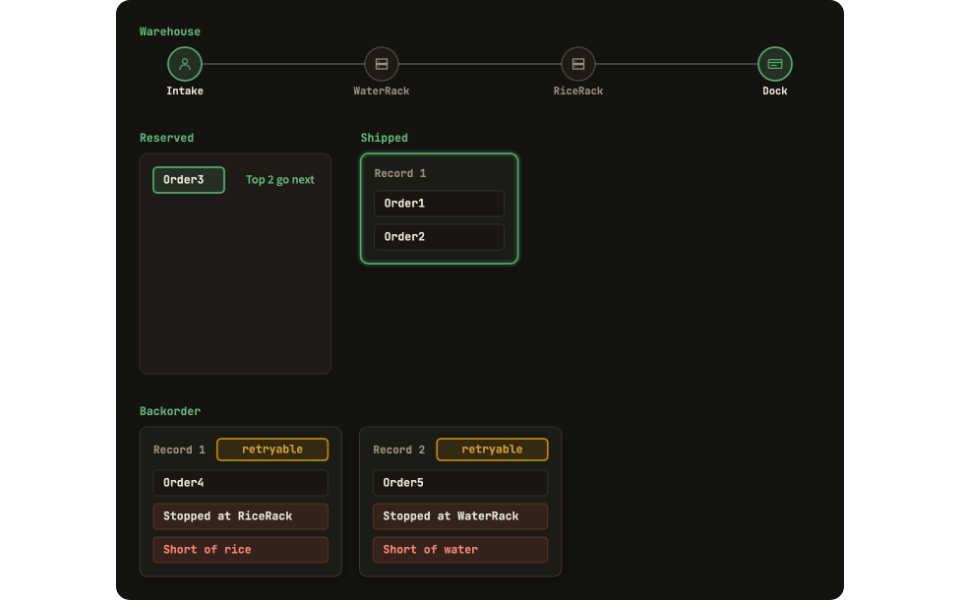 Warehouse
Intake
WaterRack
RiceRack
Dock
Reserved
Order3
Top 2 go next
Shipped
Record 1
Order1
Order2
Backorder
Record 1
retryable
Order4
Stopped at RiceRack
Short of rice
Record 2
retryable
Order5
Stopped at WaterRack
Short of water